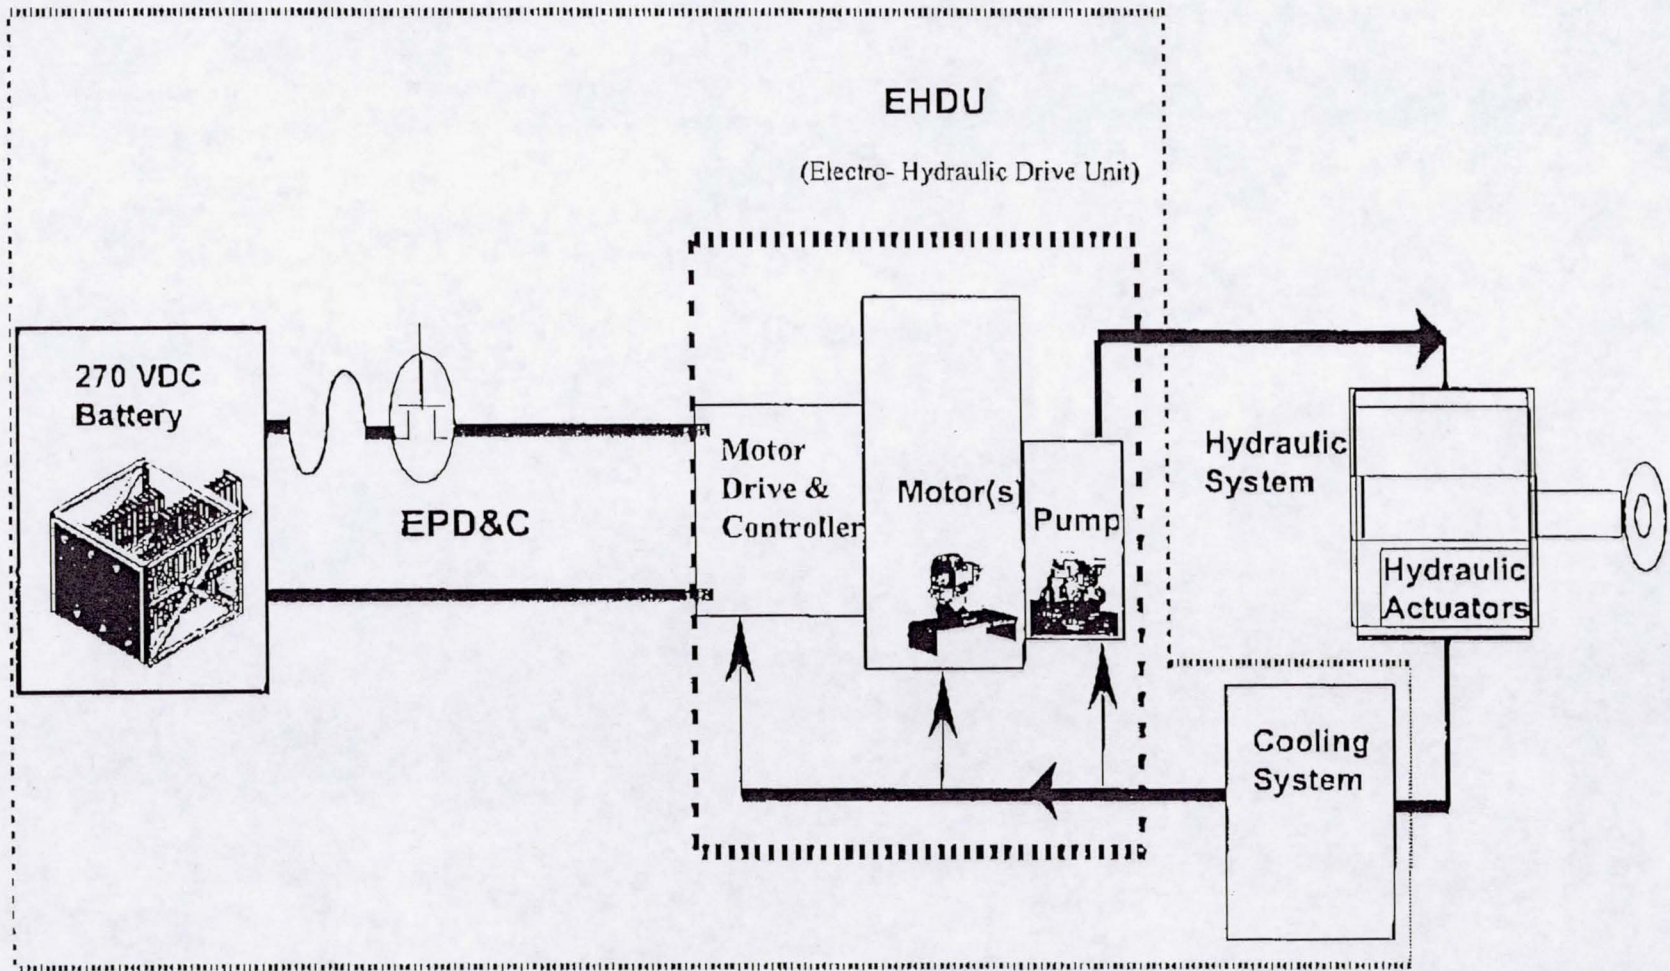 EHDU
(Electro- Hydraulic Drive Unit)
270 VDC
Battery
EPD&C
Motor
Drive &
Controller
Motor(s)
Pump
Hydraulic
System
Hydraulic
Actuators
Cooling
System